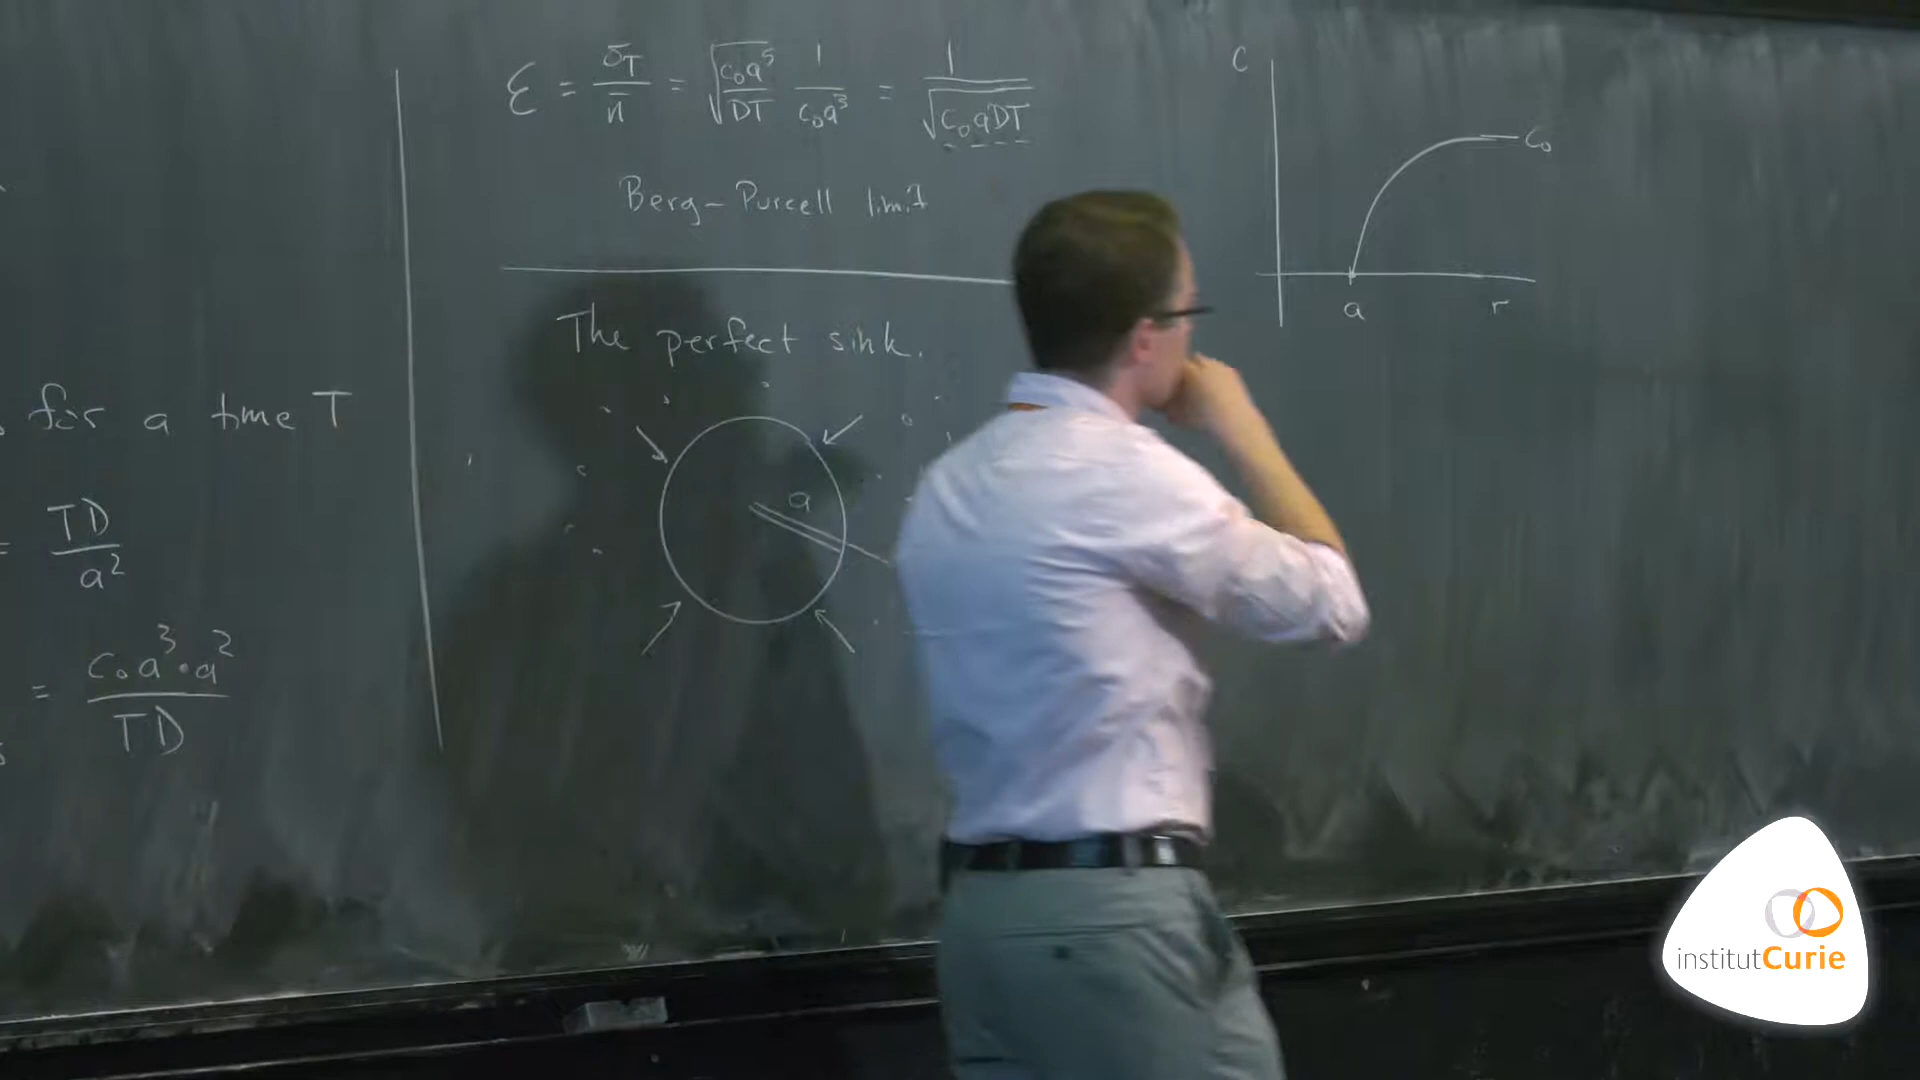 for a time T
= TD / a²
= c₀a³·a² / TD
ε = σ_T / n̄ = √(c₀a⁵ / DT) 1 / c₀a³ = 1 / √(c₀aDT)
Berg-Purcell limit
The perfect sink.
a
c
c₀
a r
institutCurie